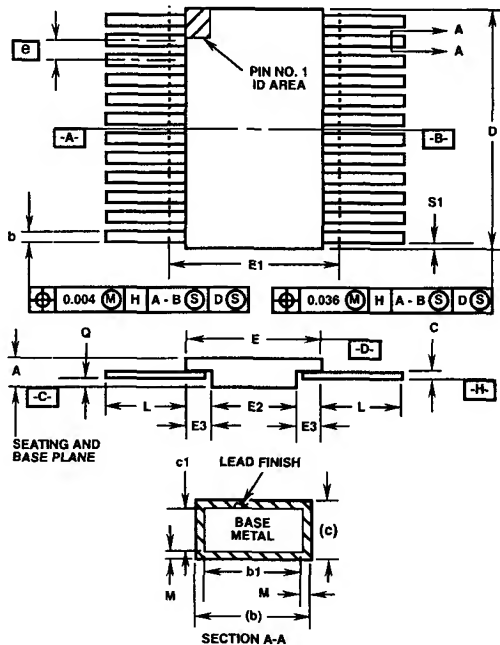 e
A
A
PIN NO. 1
ID AREA
D
-A-
-B-
b
S1
E1
⌖ 0.004 Ⓜ H A - B Ⓢ D Ⓢ
⌖ 0.036 Ⓜ H A - B Ⓢ D Ⓢ
Q
E
-D-
C
A
-C-
-H-
L
E3
E2
E3
L
SEATING AND
BASE PLANE
c1
LEAD FINISH
BASE
METAL
(c)
b1
M
M
(b)
SECTION A-A